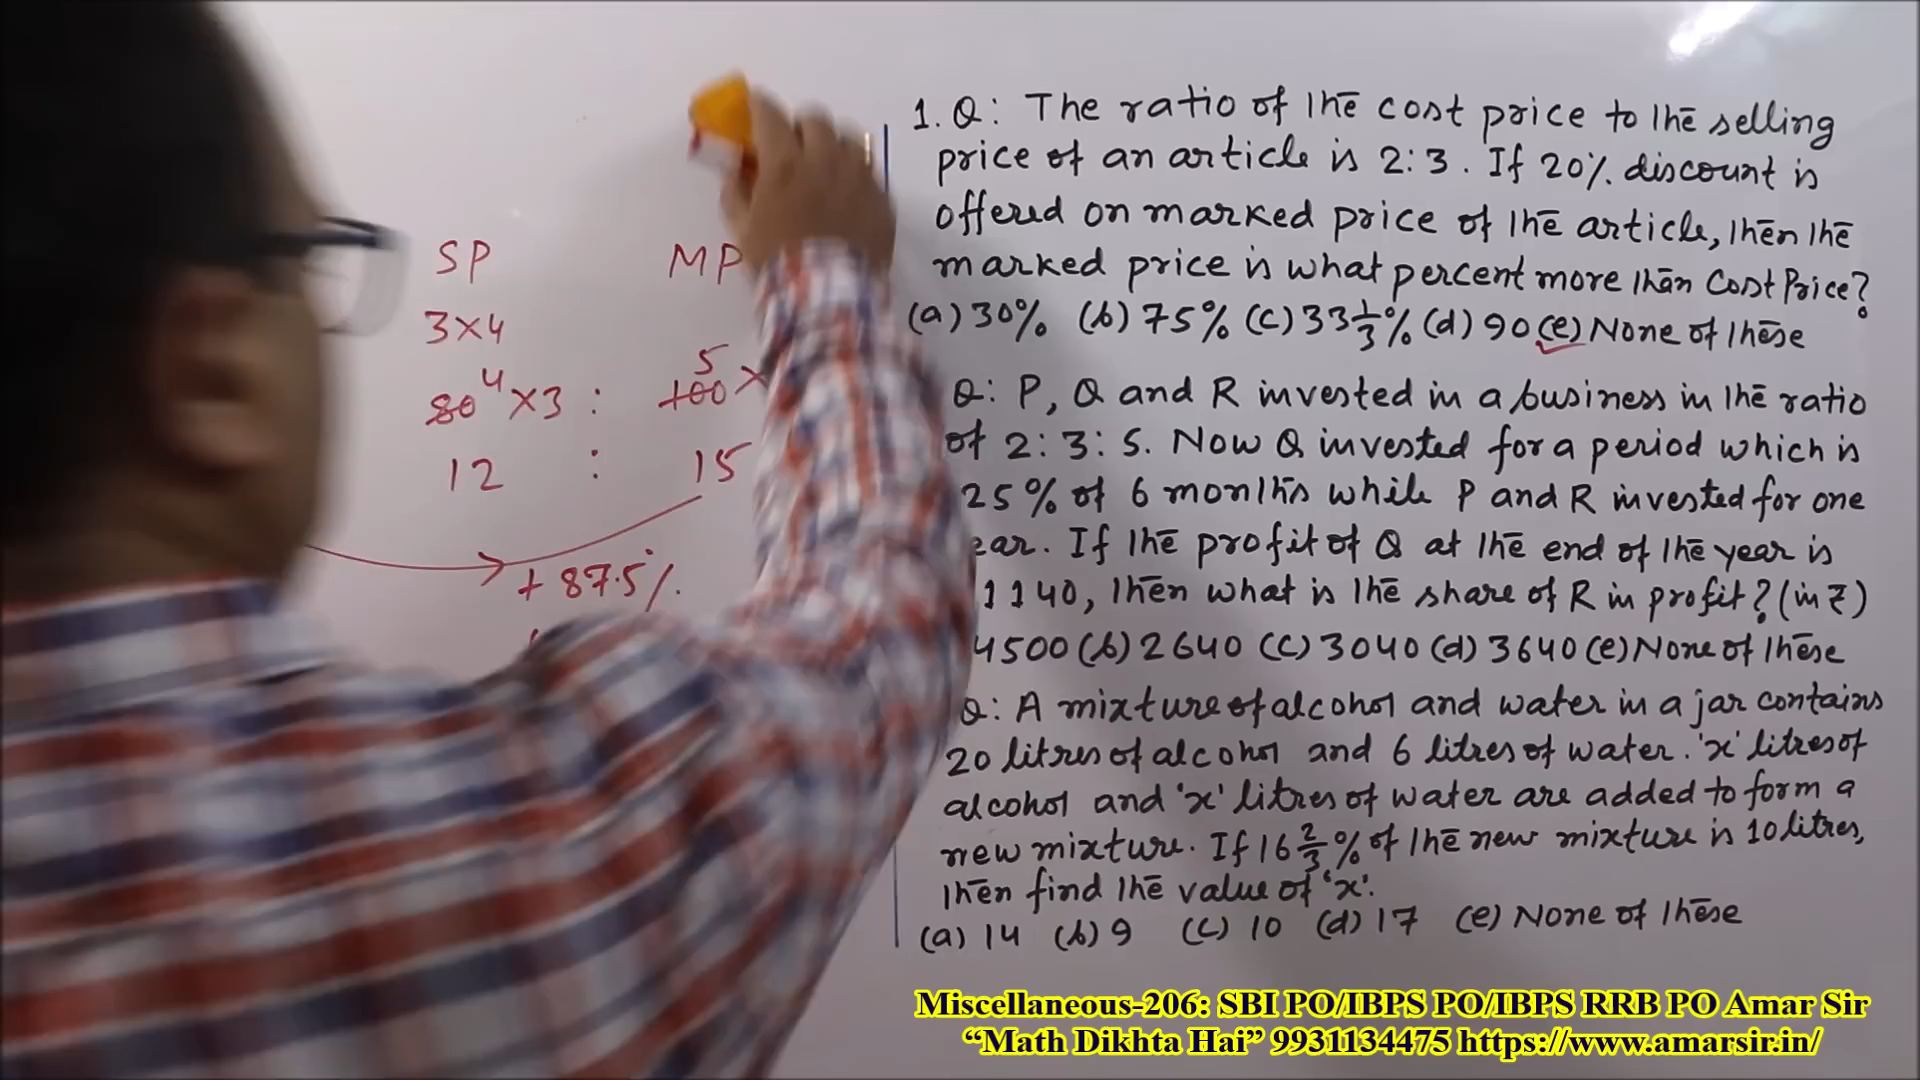 SP MP
3×4
80 4 ×3 : 100 5 ×
12 : 15
+ 87.5%
1. Q: The ratio of the cost price to the selling
price of an article is 2:3. If 20% discount is
offered on marked price of the article, then the
marked price is what percent more than Cost Price?
(a) 30% (b) 75% (c) 33 1/3% (d) 90 (e) None of these
Q: P, Q and R invested in a business in the ratio
of 2:3:5. Now Q invested for a period which is
25% of 6 months while P and R invested for one
ear. If the profit of Q at the end of the year is
1140, then what is the share of R in profit? (in ₹)
4500 (b) 2640 (c) 3040 (d) 3640 (e) None of these
Q: A mixture of alcohol and water in a jar contains
20 litres of alcohol and 6 litres of water. 'x' litres of
alcohol and 'x' litres of water are added to form a
new mixture. If 16 2/3% of the new mixture is 10 litres,
then find the value of 'x'.
(a) 14 (b) 9 (c) 10 (d) 17 (e) None of these
Miscellaneous-206: SBI PO/IBPS PO/IBPS RRB PO Amar Sir
“Math Dikhta Hai” 9931134475 https://www.amarsir.in/